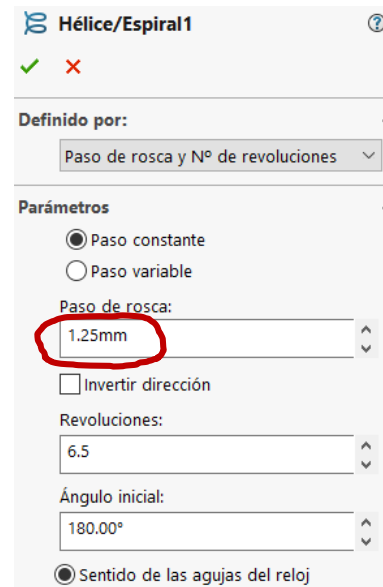 Hélice/Espiral1
Definido por:
Paso de rosca y Nº de revoluciones
Parámetros
Paso constante
Paso variable
Paso de rosca:
1.25mm
Invertir dirección
Revoluciones:
6.5
Ángulo inicial:
180.00°
Sentido de las agujas del reloj